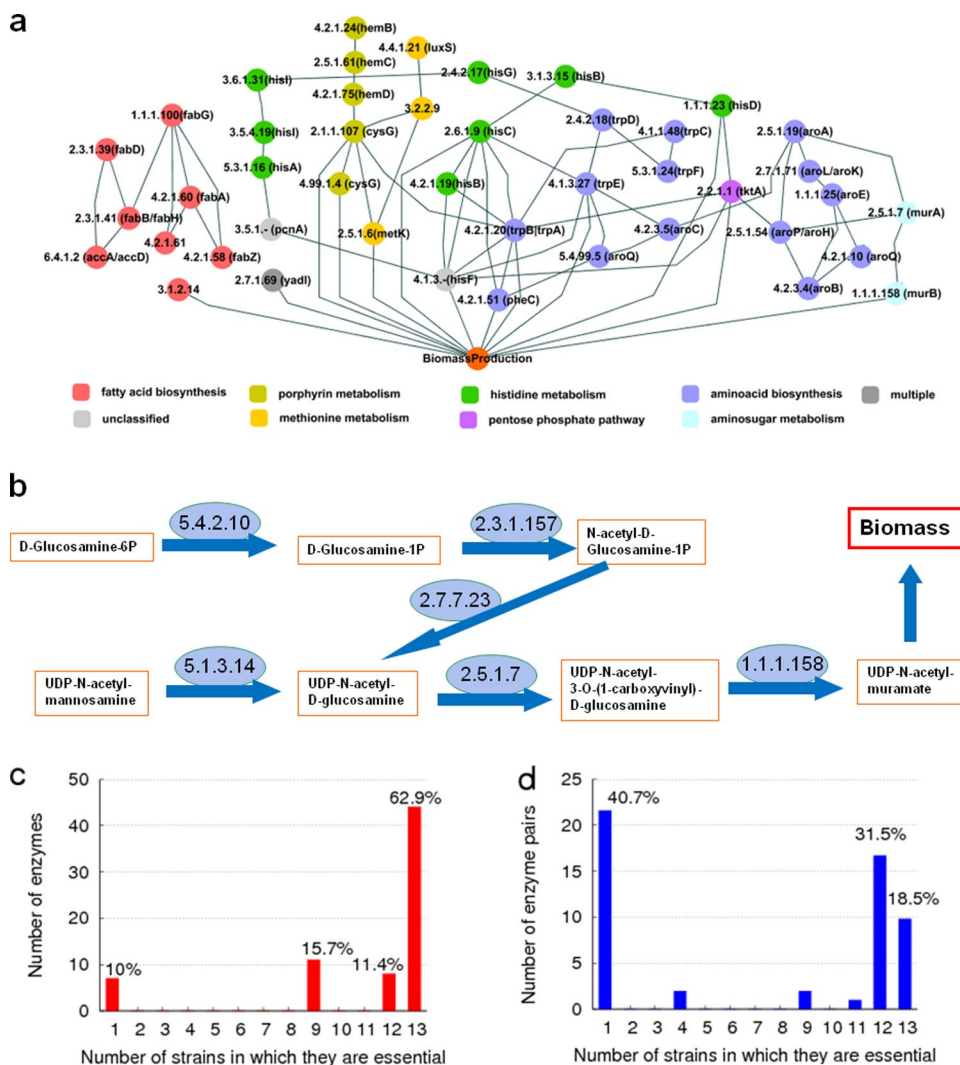 a
4.2.1.24(hemB)
4.4.1.21 (luxS)
2.5.1.61(hemC)
3.6.1.31(hisI)
2.4.2.17(hisG)
3.1.3.15 (hisB)
4.2.1.75(hemD)
1.1.1.100(fabG)
3.2.2.9
1.1.1.23 (hisD)
2.4.2.18(trpD)
4.1.1.48(trpC)
2.5.1.19(aroA)
3.5.4.19(hisI)
2.1.1.107 (cysG)
2.6.1.9 (hisC)
2.3.1.39(fabD)
5.3.1.16 (hisA)
5.3.1.24(trpF)
2.7.1.71 (aroL/aroK)
4.99.1.4 (cysG)
4.2.1.19(hisB)
4.1.3.27 (trpE)
2.2.1.1 (tktA)
1.1.1.25(aroE)
4.2.1.60 (fabA)
2.3.1.41 (fabB/fabH)
2.5.1.7 (murA)
3.5.1.- (pcnA)
2.5.1.6(metK)
4.2.1.20(trpB|trpA)
4.2.3.5(aroC)
2.5.1.54 (aroP/aroH)
4.2.1.61
6.4.1.2 (accA/accD)
4.2.1.58 (fabZ)
5.4.99.5 (aroQ)
4.2.1.10 (aroQ)
2.7.1.69 (yadI)
4.1.3.-(hisF)
3.1.2.14
4.2.1.51 (pheC)
4.2.3.4(aroB)
1.1.1.158 (murB)
BiomassProduction
fatty acid biosynthesis
porphyrin metabolism
histidine metabolism
aminoacid biosynthesis
multiple
unclassified
methionine metabolism
pentose phosphate pathway
aminosugar metabolism
b
5.4.2.10
2.3.1.157
D-Glucosamine-6P
D-Glucosamine-1P
N-acetyl-D-
Glucosamine-1P
Biomass
2.7.7.23
5.1.3.14
2.5.1.7
1.1.1.158
UDP-N-acetyl-
mannosamine
UDP-N-acetyl-
D-glucosamine
UDP-N-acetyl-
3-O-(1-carboxyvinyl)-
D-glucosamine
UDP-N-acetyl-
muramate
c
50
40
30
20
10
0
Number of enzymes
10%
15.7%
11.4%
62.9%
1 2 3 4 5 6 7 8 9 10 11 12 13
Number of strains in which they are essential
d
25
20
15
10
5
0
Number of enzyme pairs
40.7%
31.5%
18.5%
1 2 3 4 5 6 7 8 9 10 11 12 13
Number of strains in which they are essential